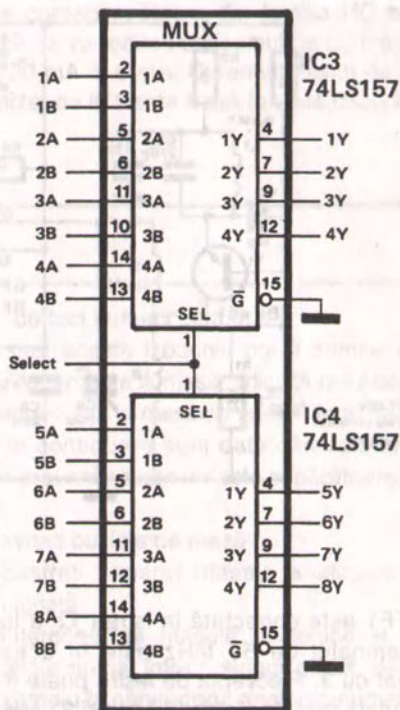 MUX
IC3
74LS157
1A 2 1A
1B 3 1B
2A 5 2A 1Y 4 1Y
2B 6 2B 2Y 7 2Y
3A 11 3A 3Y 9 3Y
3B 10 3B 4Y 12 4Y
4A 14 4A
4B 13 4B G 15
SEL
1
Select
1
SEL
IC4
74LS157
5A 2 1A
5B 3 1B
6A 5 2A 1Y 4 5Y
6B 6 2B 2Y 7 6Y
7A 11 3A 3Y 9 7Y
7B 12 3B 4Y 12 8Y
8A 14 4A
8B 13 4B G 15